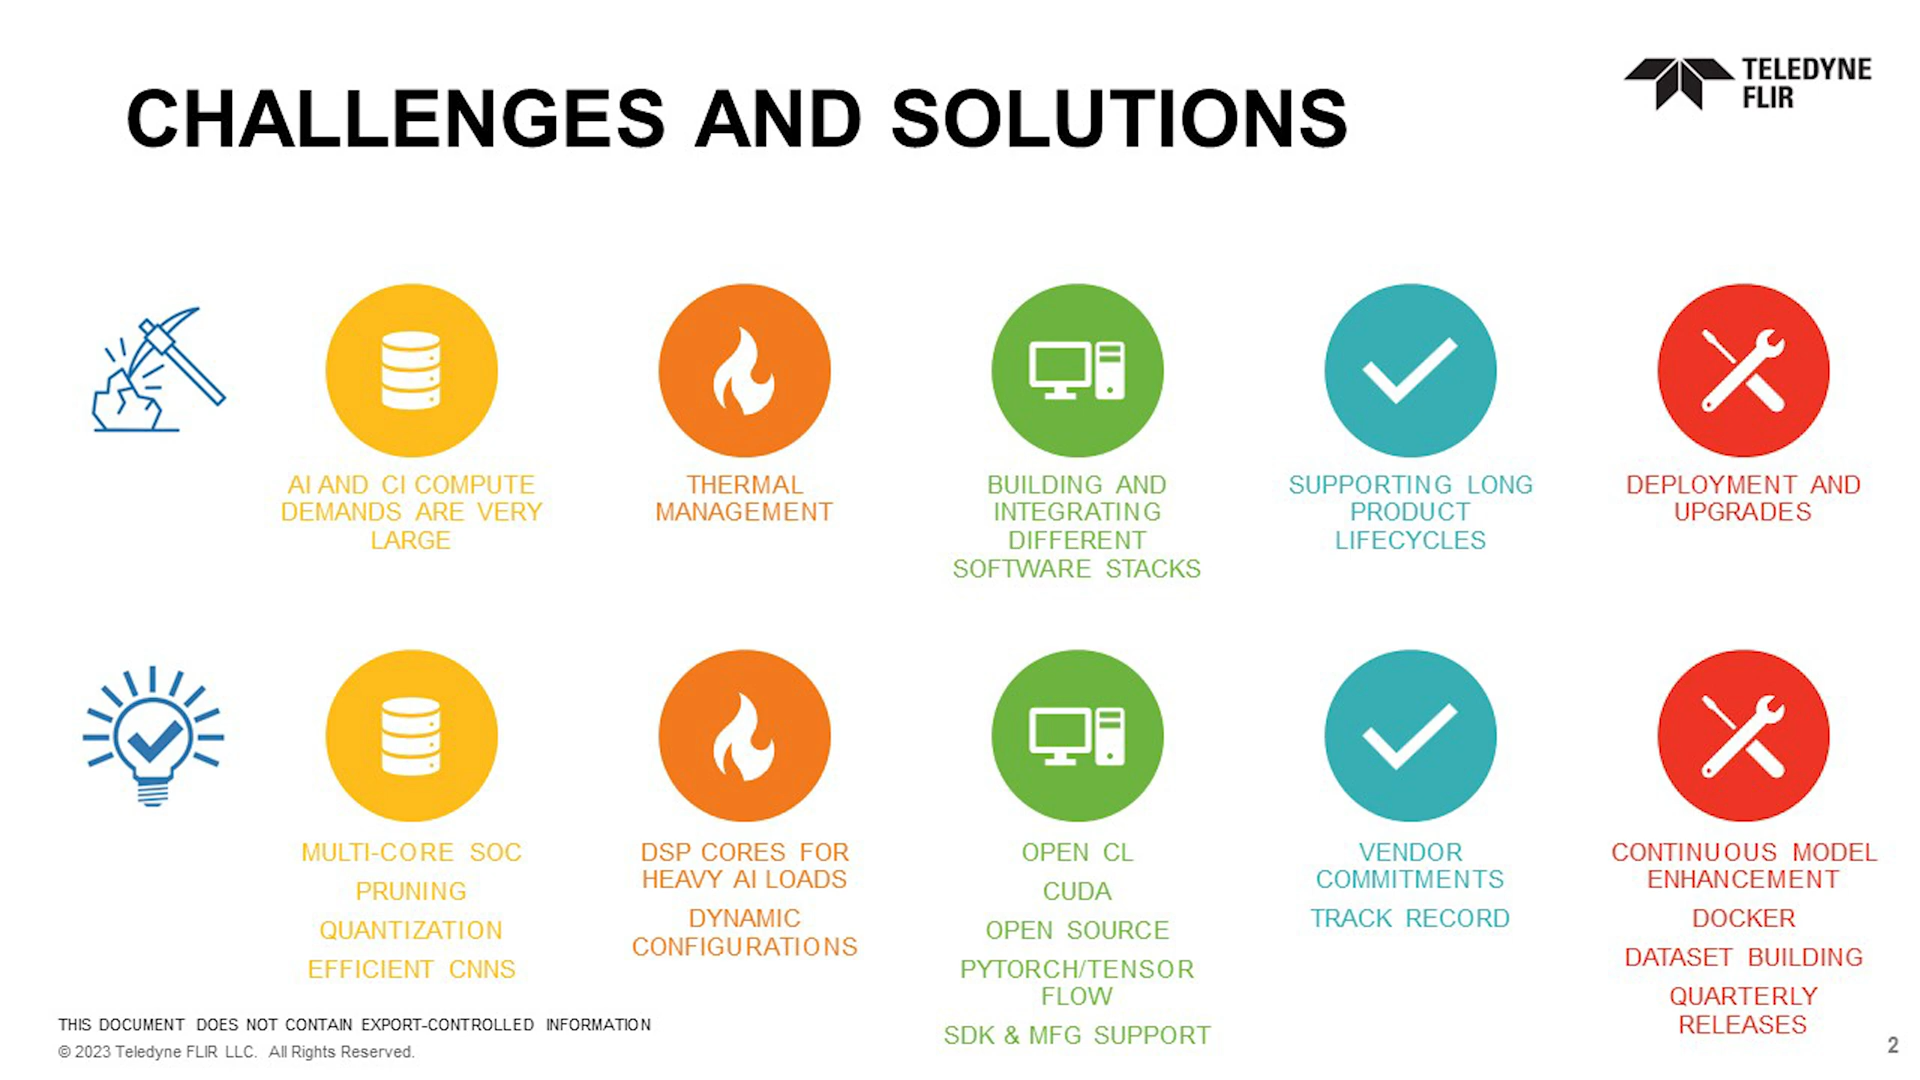 CHALLENGES AND SOLUTIONS
TELEDYNE
FLIR
AI AND CI COMPUTE
DEMANDS ARE VERY
LARGE
THERMAL
MANAGEMENT
BUILDING AND
INTEGRATING
DIFFERENT
SOFTWARE STACKS
SUPPORTING LONG
PRODUCT
LIFECYCLES
DEPLOYMENT AND
UPGRADES
MULTI-CORE SOC
PRUNING
QUANTIZATION
EFFICIENT CNNS
DSP CORES FOR
HEAVY AI LOADS
DYNAMIC
CONFIGURATIONS
OPEN CL
CUDA
OPEN SOURCE
PYTORCH/TENSOR
FLOW
SDK & MFG SUPPORT
VENDOR
COMMITMENTS
TRACK RECORD
CONTINUOUS MODEL
ENHANCEMENT
DOCKER
DATASET BUILDING
QUARTERLY
RELEASES
THIS DOCUMENT DOES NOT CONTAIN EXPORT-CONTROLLED INFORMATION
© 2023 Teledyne FLIR LLC. All Rights Reserved.
2